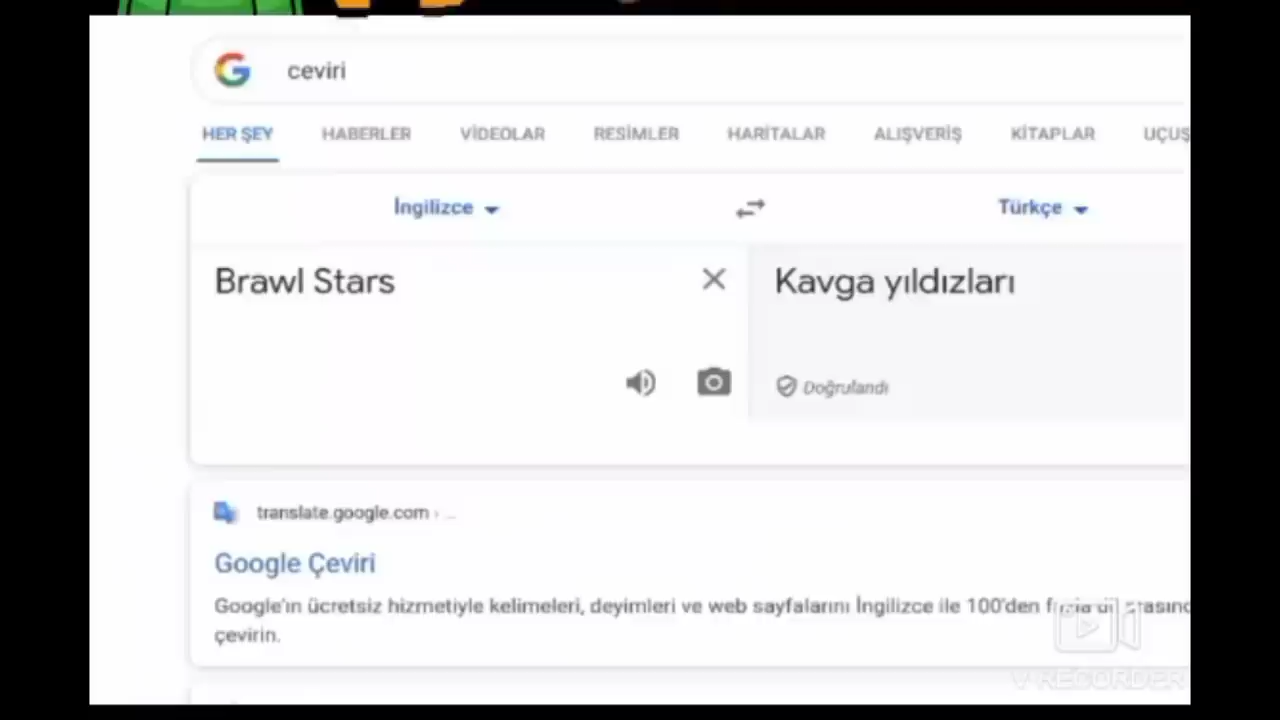 ceviri
HER ŞEY HABERLER VİDEOLAR RESİMLER HARİTALAR ALIŞVERİŞ KİTAPLAR UÇUŞ
İngilizce Türkçe
Brawl Stars Kavga yıldızları
Doğrulandı
translate.google.com › ...
Google Çeviri
Google'ın ücretsiz hizmetiyle kelimeleri, deyimleri ve web sayfalarını İngilizce ile 100'den
çevirin.
V RECORDER